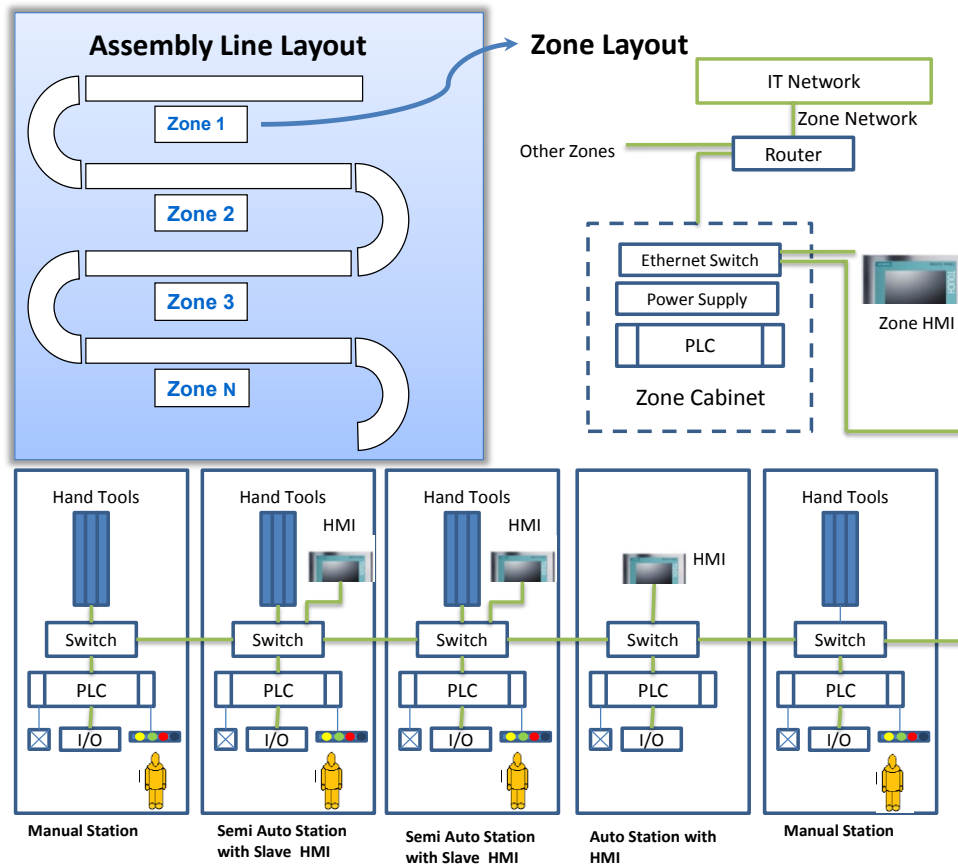 Assembly Line Layout
Zone 1
Zone 2
Zone 3
Zone N
Zone Layout
IT Network
Zone Network
Other Zones
Router
Ethernet Switch
Power Supply
PLC
Zone Cabinet
TOUCH
Zone HMI
Hand Tools
Switch
PLC
I/O
Manual Station
Hand Tools
HMI
Switch
PLC
I/O
Semi Auto Station
with Slave HMI
Hand Tools
HMI
Switch
PLC
I/O
Semi Auto Station
with Slave HMI
HMI
Switch
PLC
I/O
Auto Station with
HMI
Hand Tools
Switch
PLC
I/O
Manual Station